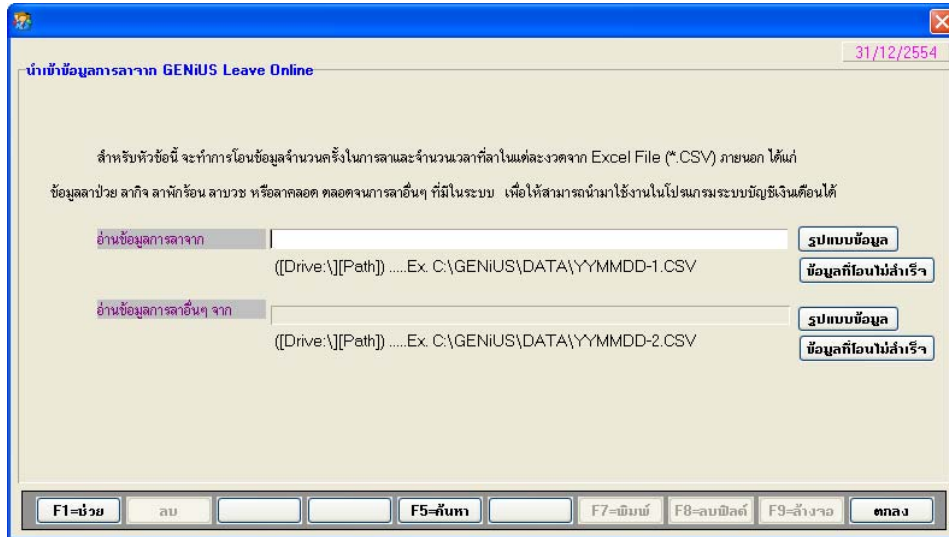 31/12/2554
นำเข้าข้อมูลการลาจาก GENiUS Leave Online
สำหรับหัวข้อนี้ จะทำการโอนข้อมูลจำนวนครั้งในการลาและจำนวนเวลาที่ลาในแต่ละงวดจาก Excel File (*.CSV) ภายนอก ได้แก่
ข้อมูลลาป่วย ลากิจ ลาพักร้อน ลาบวช หรือลาคลอด ตลอดจนการลาอื่นๆ ที่มีในระบบ เพื่อให้สามารถนำมาใช้งานในโปรแกรมระบบบัญชีเงินเดือนได้
อ่านข้อมูลการลาจาก รูปแบบข้อมูล
([Drive:\][Path]) .....Ex. C:\GENiUS\DATA\YYMMDD-1.CSV ข้อมูลที่โอนไม่สำเร็จ
อ่านข้อมูลการลาอื่นๆ จาก รูปแบบข้อมูล
([Drive:\][Path]) .....Ex. C:\GENiUS\DATA\YYMMDD-2.CSV ข้อมูลที่โอนไม่สำเร็จ
F1=ช่วย ลบ F5=ค้นหา F7=พิมพ์ F8=ลบฟิลด์ F9=ล้างจอ ตกลง